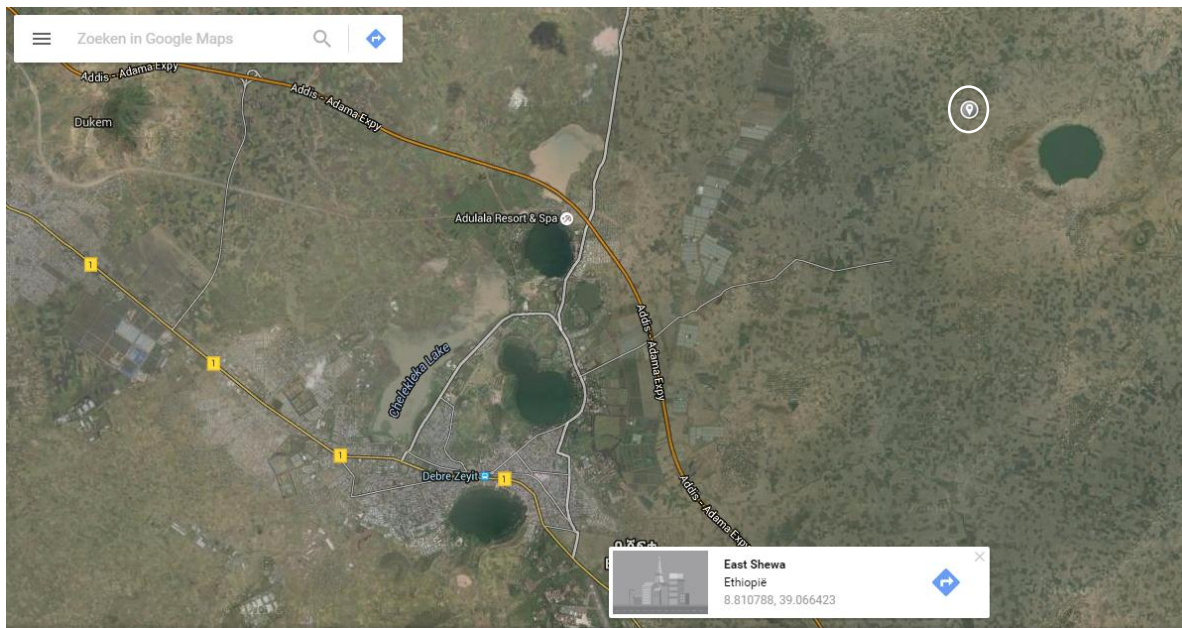 Zoeken in Google Maps
Addis - Adama Expy
Addis - Adama Expy
Dukem
Adulala Resort & Spa
1
Addis - Adama Expy
1
Chelekleka Lake
1
Debre Zeyit
1
Addis - Adama Expy
East Shewa
Ethiopië
8.810788, 39.066423